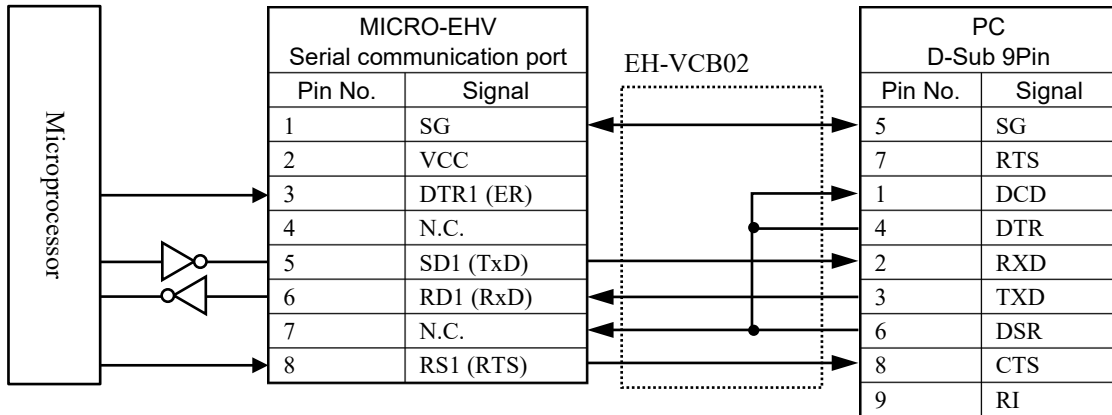 Microprocessor
MICRO-EHV
Serial communication port
Pin No. Signal
1 SG
2 VCC
3 DTR1 (ER)
4 N.C.
5 SD1 (TxD)
6 RD1 (RxD)
7 N.C.
8 RS1 (RTS)
EH-VCB02
PC
D-Sub 9Pin
Pin No. Signal
5 SG
7 RTS
1 DCD
4 DTR
2 RXD
3 TXD
6 DSR
8 CTS
9 RI